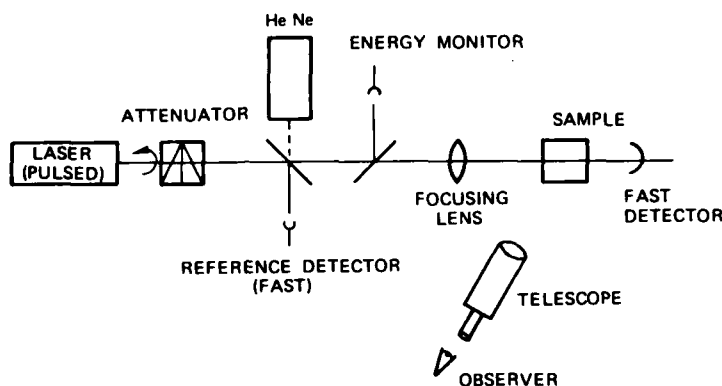 He Ne
ENERGY MONITOR
ATTENUATOR
SAMPLE
LASER
(PULSED)
FOCUSING
LENS
FAST
DETECTOR
REFERENCE DETECTOR
(FAST)
TELESCOPE
OBSERVER